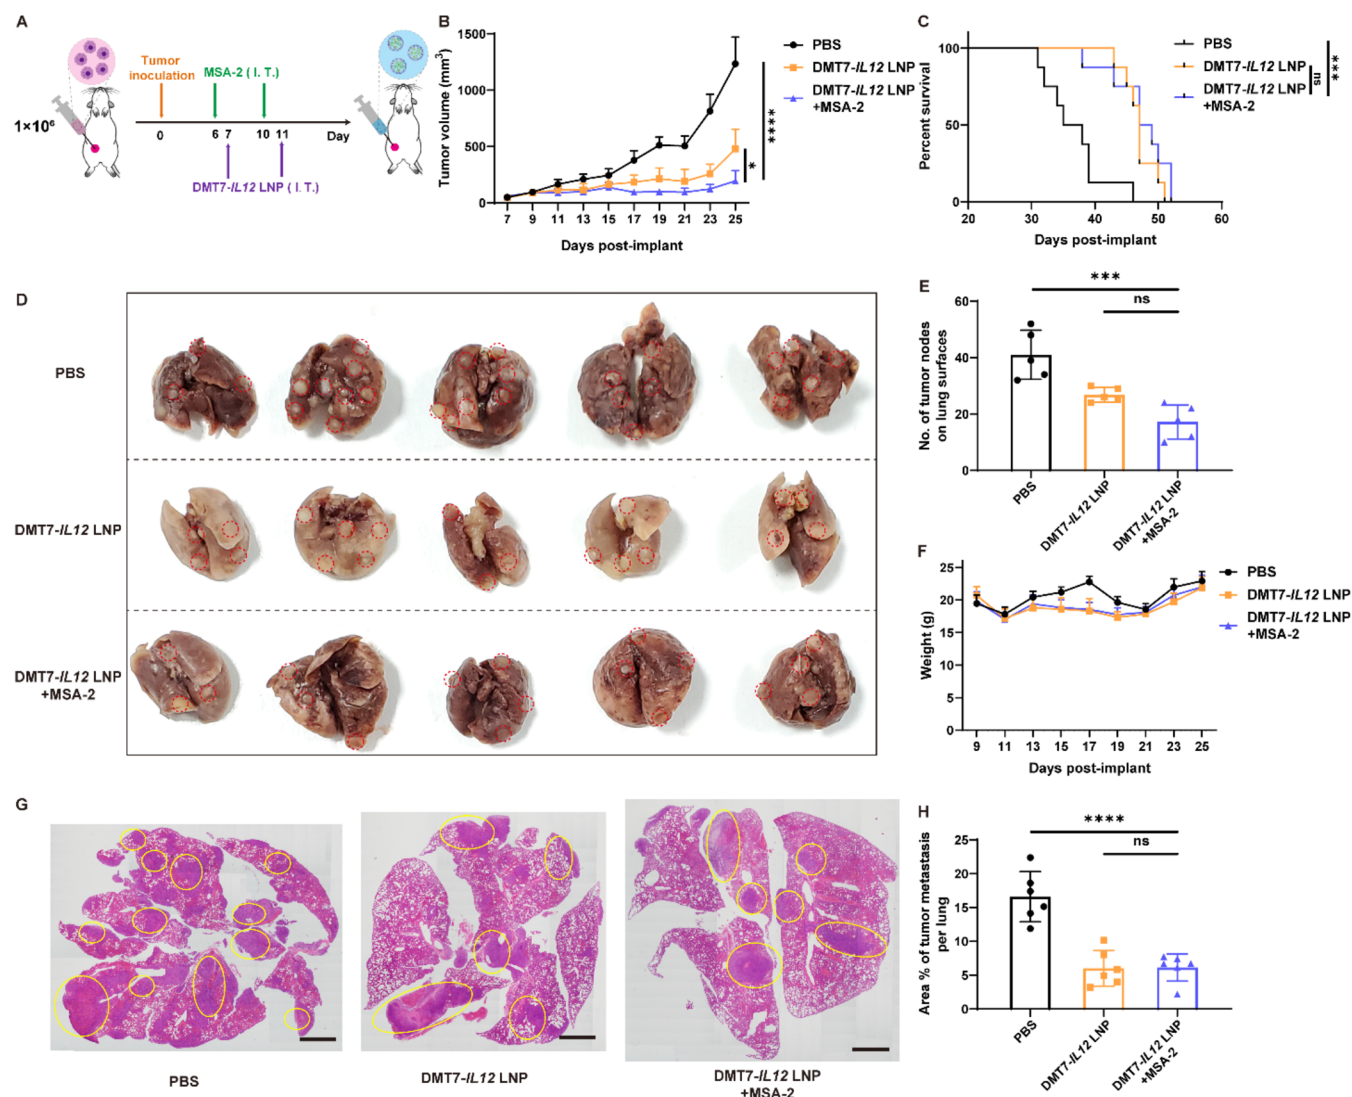 A
Tumor
inoculation
MSA-2 ( I. T.)
1×10⁶
0
6
7
10
11
Day
DMT7-IL12 LNP ( I. T.)
B
Tumor volume (mm³)
1500
1000
500
0
7 9 11 13 15 17 19 21 23 25
Days post-implant
PBS
DMT7-IL12 LNP
DMT7-IL12 LNP
+MSA-2
****
*
C
Percent survival
100
50
0
20 30 40 50 60
Days post-implant
PBS
DMT7-IL12 LNP
DMT7-IL12 LNP
+MSA-2
ns
***
D
PBS
DMT7-IL12 LNP
DMT7-IL12 LNP
+MSA-2
E
No. of tumor nodes
on lung surfaces
60
40
20
0
***
ns
PBS
DMT7-IL12 LNP
DMT7-IL12 LNP
+MSA-2
F
Weight (g)
25
20
15
10
5
0
9 11 13 15 17 19 21 23 25
Days post-implant
PBS
DMT7-IL12 LNP
DMT7-IL12 LNP
+MSA-2
G
PBS
DMT7-IL12 LNP
DMT7-IL12 LNP
+MSA-2
H
Area % of tumor metastasis
per lung
25
20
15
10
5
0
****
ns
PBS
DMT7-IL12 LNP
DMT7-IL12 LNP
+MSA-2